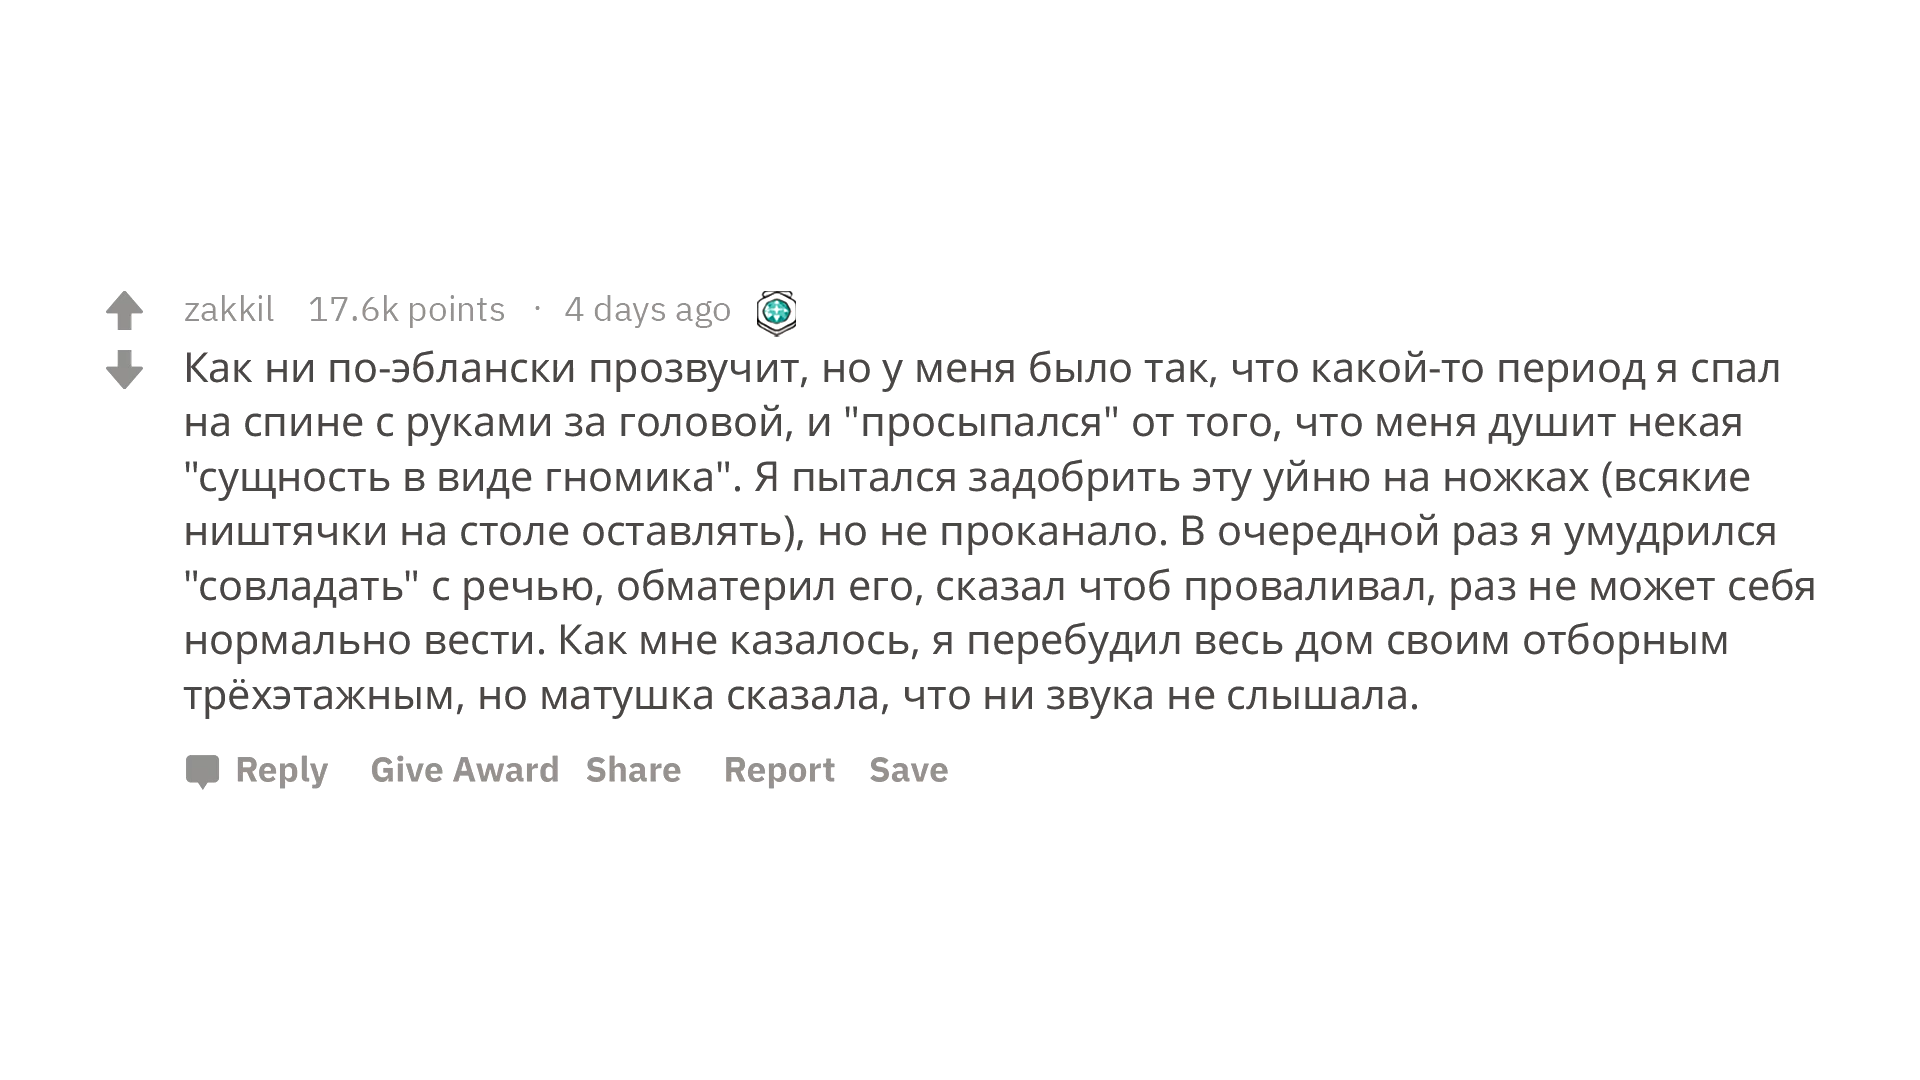 zakkil 17.6k points · 4 days ago
Как ни по-эблански прозвучит, но у меня было так, что какой-то период я спал
на спине с руками за головой, и "просыпался" от того, что меня душит некая
"сущность в виде гномика". Я пытался задобрить эту уйню на ножках (всякие
ништячки на столе оставлять), но не проканало. В очередной раз я умудрился
"совладать" с речью, обматерил его, сказал чтоб проваливал, раз не может себя
нормально вести. Как мне казалось, я перебудил весь дом своим отборным
трёхэтажным, но матушка сказала, что ни звука не слышала.
Reply Give Award Share Report Save